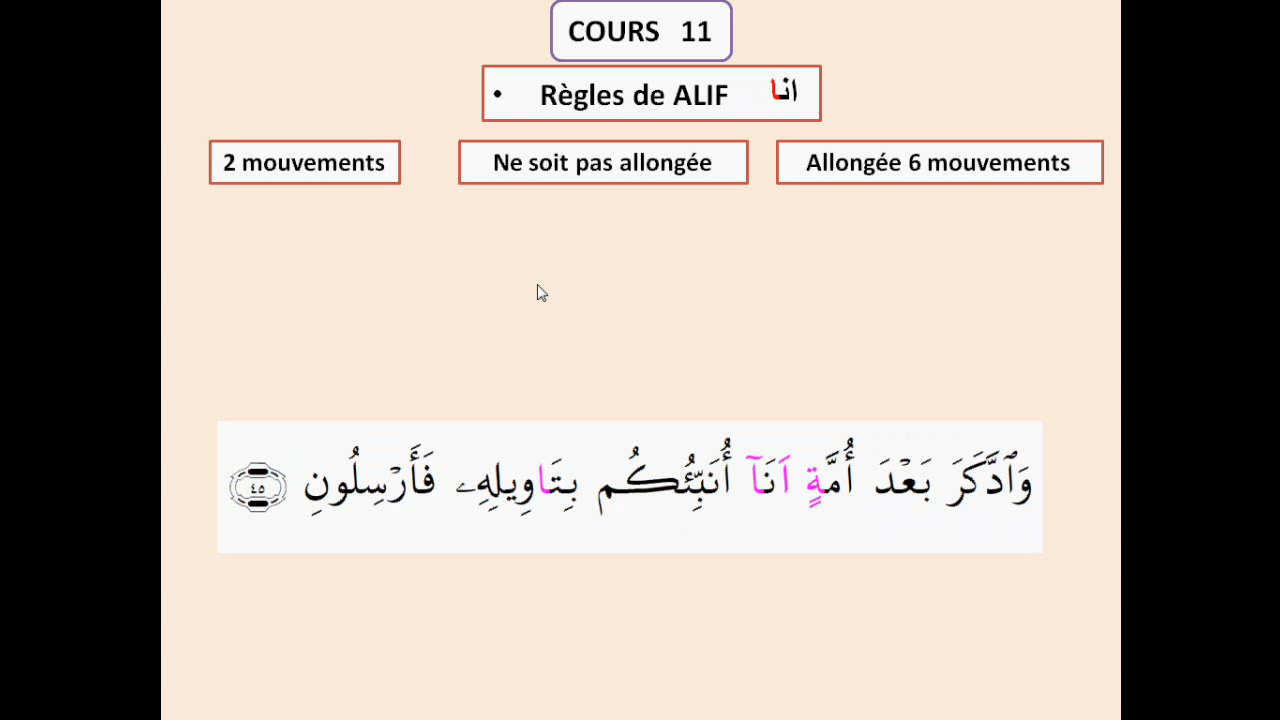 COURS 11
• Règles de ALIF انا
2 mouvements
Ne soit pas allongée
Allongée 6 mouvements
وَٱدَّكَرَ بَعْدَ أُمَّةٍ اَنَآ أُنَبِّئُكُم بِتَاوِيلِهِۦ فَأَرْسِلُونِ ٤٥